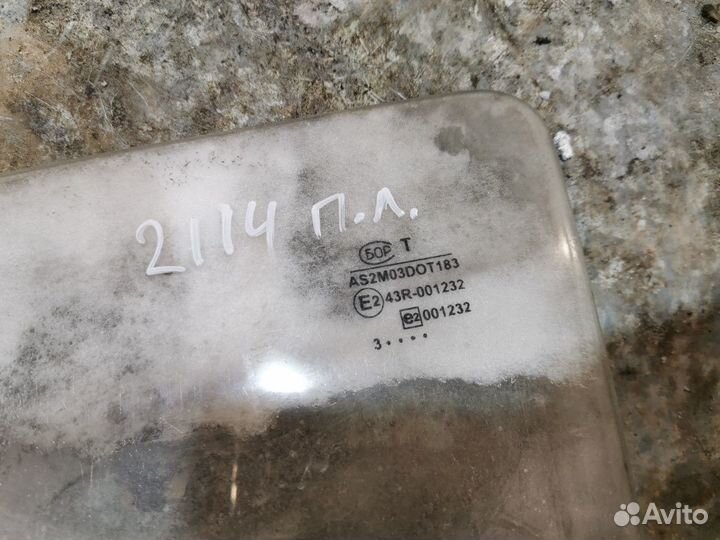 2114 п.л.
БОР T
AS2M03DOT183
E2 43R-001232
e2 001232
3 • • • •
Avito